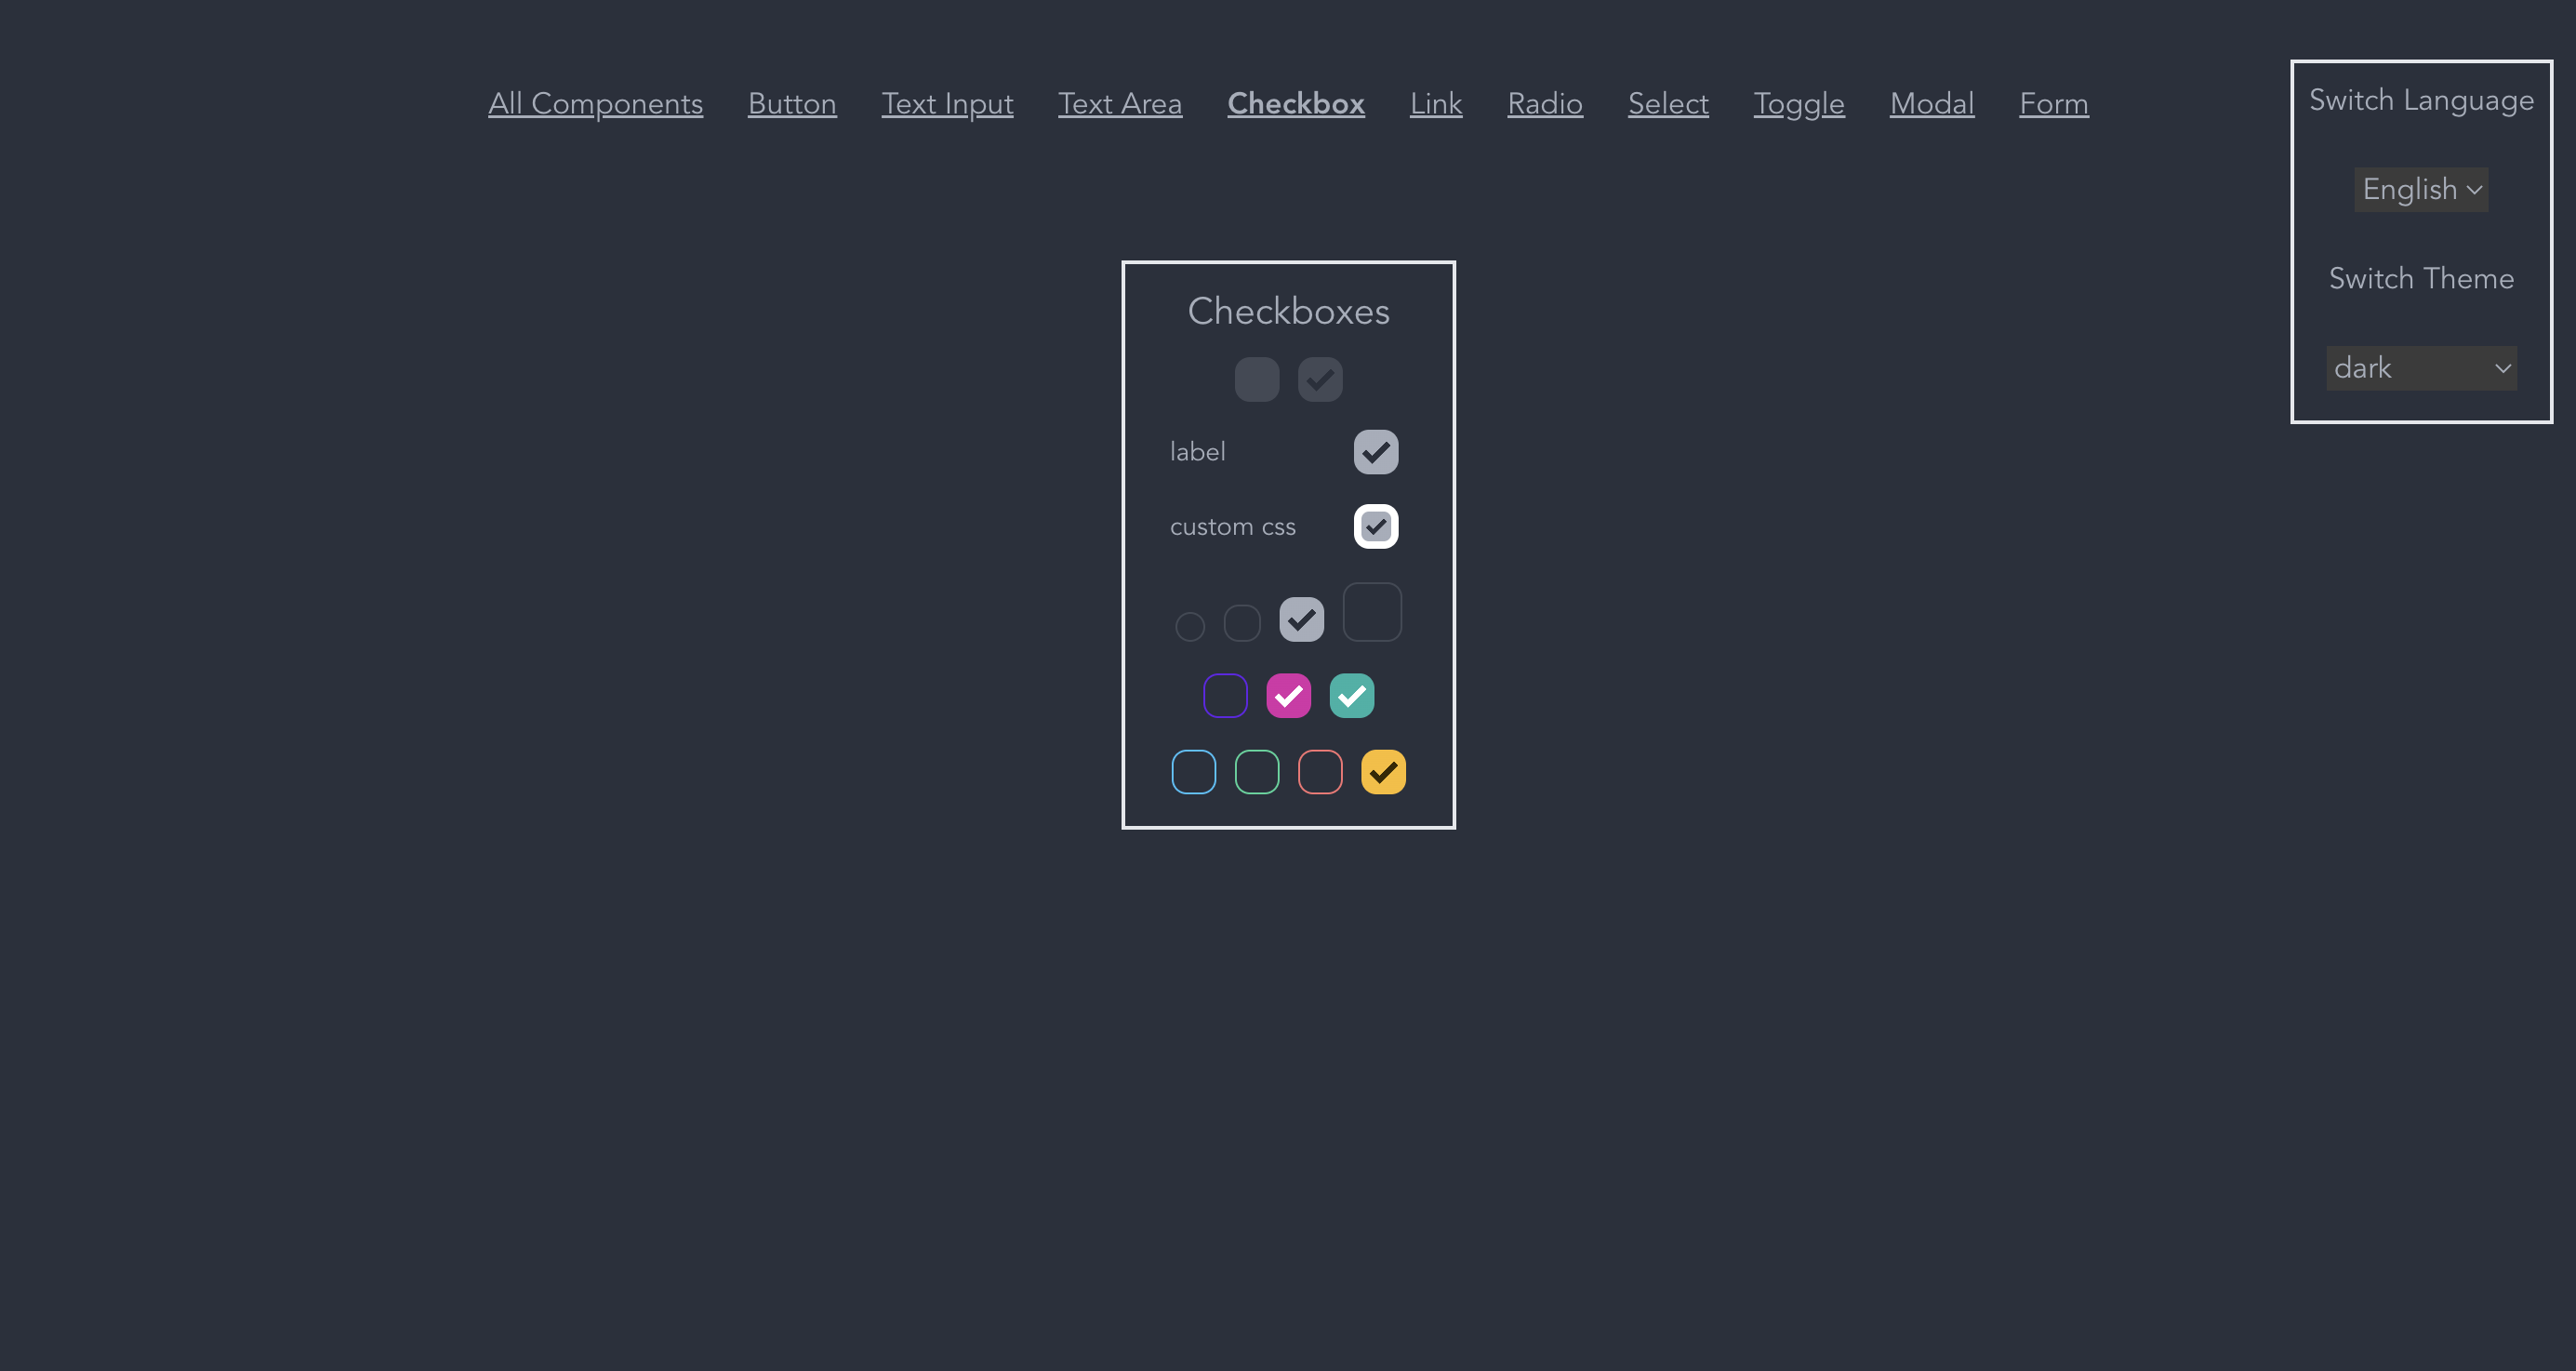 All Components Button Text Input Text Area Checkbox Link Radio Select Toggle Modal Form
Switch Language
English
Switch Theme
dark
Checkboxes
label
custom css